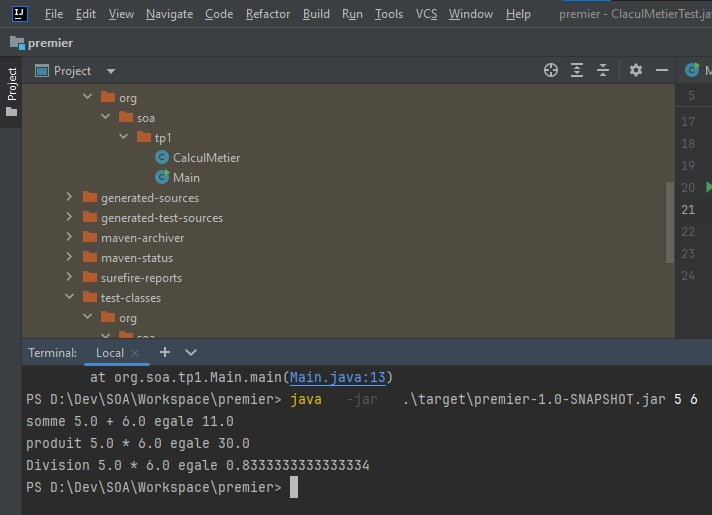 IJ File Edit View Navigate Code Refactor Build Run Tools VCS Window Help premier - ClaculMetierTest.ja
premier
Project
Project
org
soa
tp1
CalculMetier
Main
generated-sources
generated-test-sources
maven-archiver
maven-status
surefire-reports
test-classes
org
soa
M
5
17
18
19
20
21
22
23
24
Terminal: Local
at org.soa.tp1.Main.main(Main.java:13)
PS D:\Dev\SOA\Workspace\premier> java -jar .\target\premier-1.0-SNAPSHOT.jar 5 6
somme 5.0 + 6.0 egale 11.0
produit 5.0 * 6.0 egale 30.0
Division 5.0 * 6.0 egale 0.8333333333333334
PS D:\Dev\SOA\Workspace\premier>